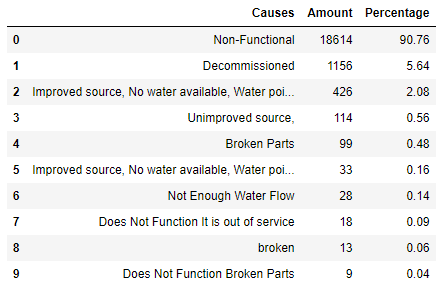 Causes Amount Percentage
0 Non-Functional 18614 90.76
1 Decommissioned 1156 5.64
2 Improved source, No water available, Water poi... 426 2.08
3 Unimproved source, 114 0.56
4 Broken Parts 99 0.48
5 Improved source, No water available, Water poi... 33 0.16
6 Not Enough Water Flow 28 0.14
7 Does Not Function It is out of service 18 0.09
8 broken 13 0.06
9 Does Not Function Broken Parts 9 0.04